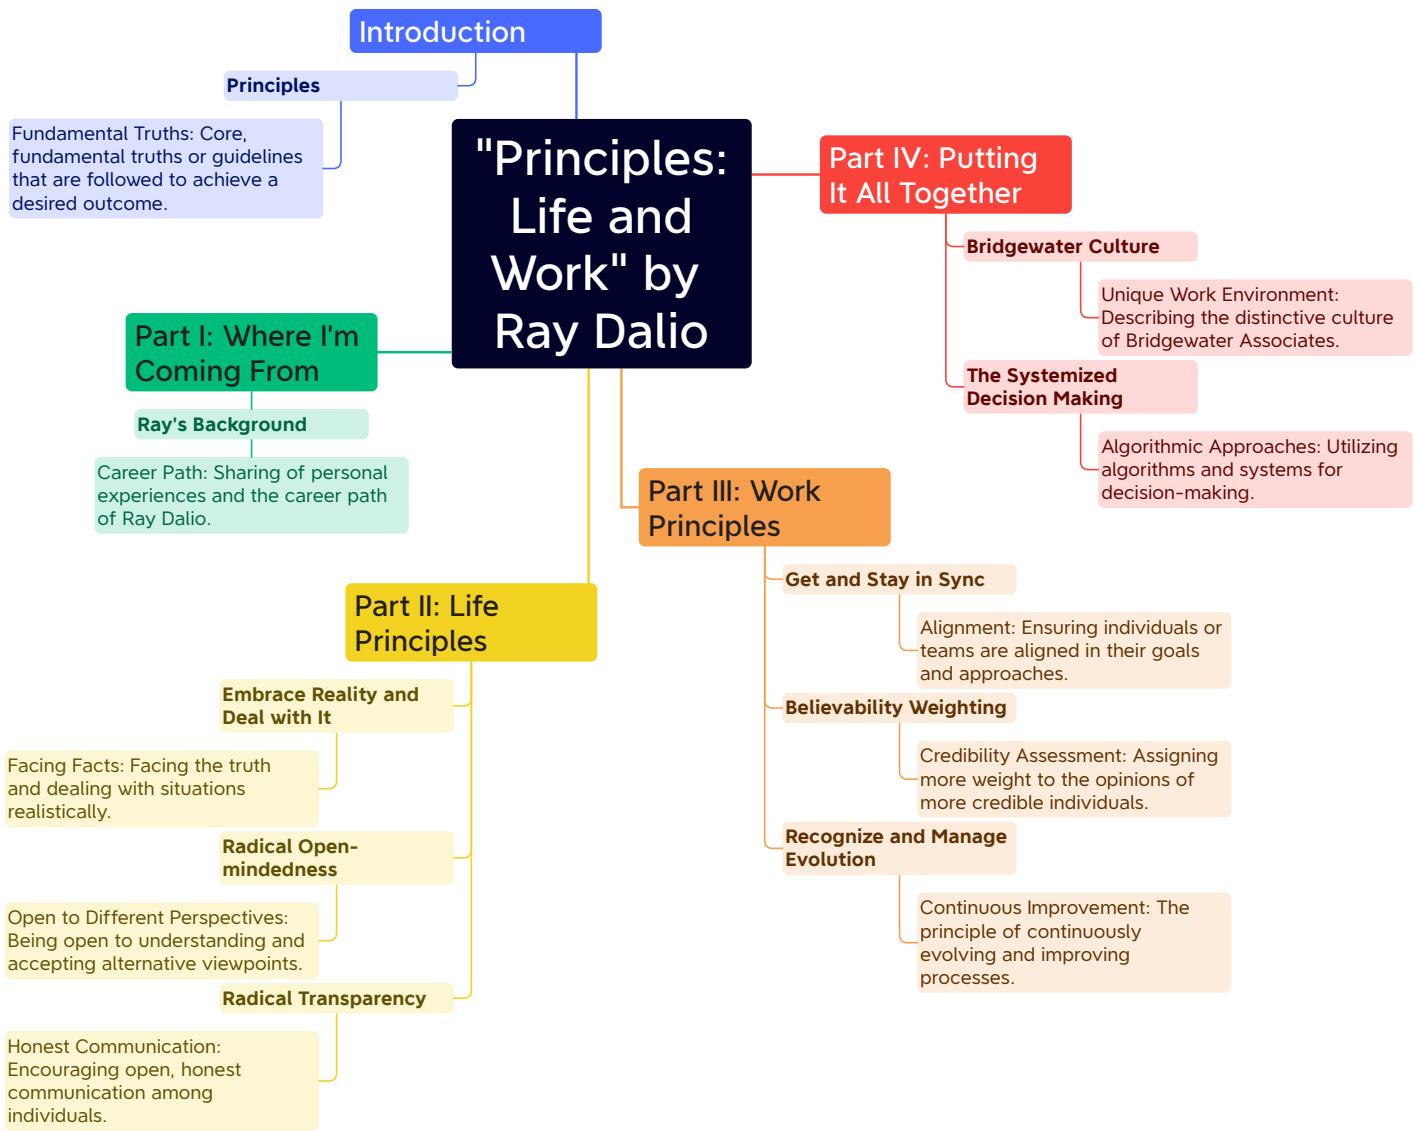 Introduction
Principles
Fundamental Truths: Core,
fundamental truths or guidelines
that are followed to achieve a
desired outcome.
"Principles:
Life and
Work" by
Ray Dalio
Part I: Where I'm
Coming From
Ray's Background
Career Path: Sharing of personal
experiences and the career path
of Ray Dalio.
Part II: Life
Principles
Embrace Reality and
Deal with It
Facing Facts: Facing the truth
and dealing with situations
realistically.
Radical Open-
mindedness
Open to Different Perspectives:
Being open to understanding and
accepting alternative viewpoints.
Radical Transparency
Honest Communication:
Encouraging open, honest
communication among
individuals.
Part III: Work
Principles
Get and Stay in Sync
Alignment: Ensuring individuals or
teams are aligned in their goals
and approaches.
Believability Weighting
Credibility Assessment: Assigning
more weight to the opinions of
more credible individuals.
Recognize and Manage
Evolution
Continuous Improvement: The
principle of continuously
evolving and improving
processes.
Part IV: Putting
It All Together
Bridgewater Culture
Unique Work Environment:
Describing the distinctive culture
of Bridgewater Associates.
The Systemized
Decision Making
Algorithmic Approaches: Utilizing
algorithms and systems for
decision-making.